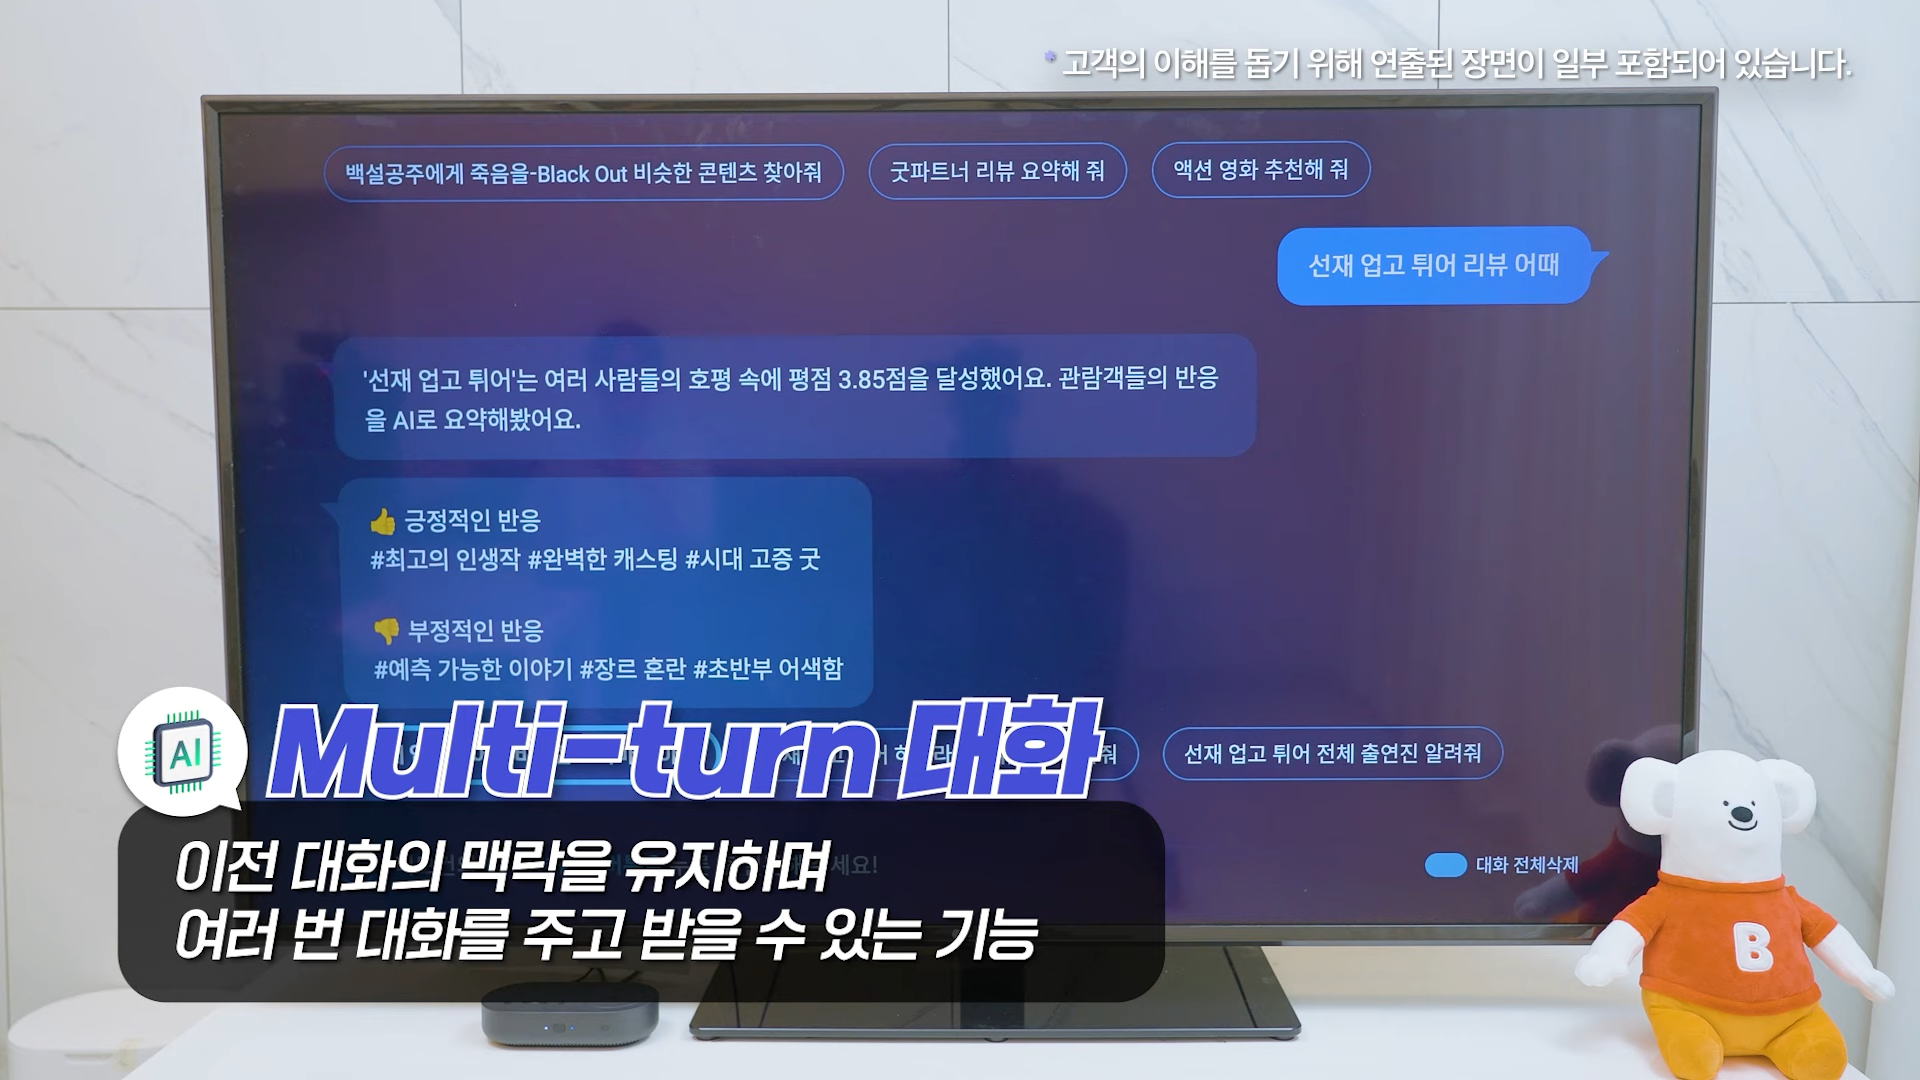 * 고객의 이해를 돕기 위해 연출된 장면이 일부 포함되어 있습니다.
백설공주에게 죽음을-Black Out 비슷한 콘텐츠 찾아줘
굿파트너 리뷰 요약해 줘
액션 영화 추천해 줘
선재 업고 튀어 리뷰 어때
'선재 업고 튀어'는 여러 사람들의 호평 속에 평점 3.85점을 달성했어요. 관람객들의 반응
을 AI로 요약해봤어요.
👍 긍정적인 반응
#최고의 인생작 #완벽한 캐스팅 #시대 고증 굿
👎 부정적인 반응
#예측 가능한 이야기 #장르 혼란 #초반부 어색함
AI
Multi-turn 대화
선재 업고 튀어 전체 출연진 알려줘
이전 대화의 맥락을 유지하며
여러 번 대화를 주고 받을 수 있는 기능
대화 전체삭제
B